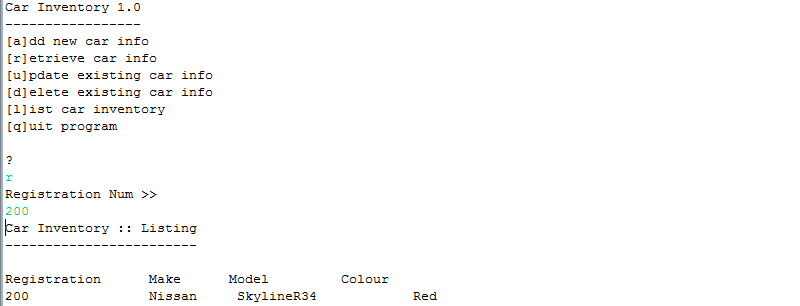 Car Inventory 1.0
-----------------
[a]dd new car info
[r]etrieve car info
[u]pdate existing car info
[d]elete existing car info
[l]ist car inventory
[q]uit program
?
r
Registration Num >>
200
Car Inventory :: Listing
------------------------
Registration      Make      Model         Colour
200               Nissan     SkylineR34            Red